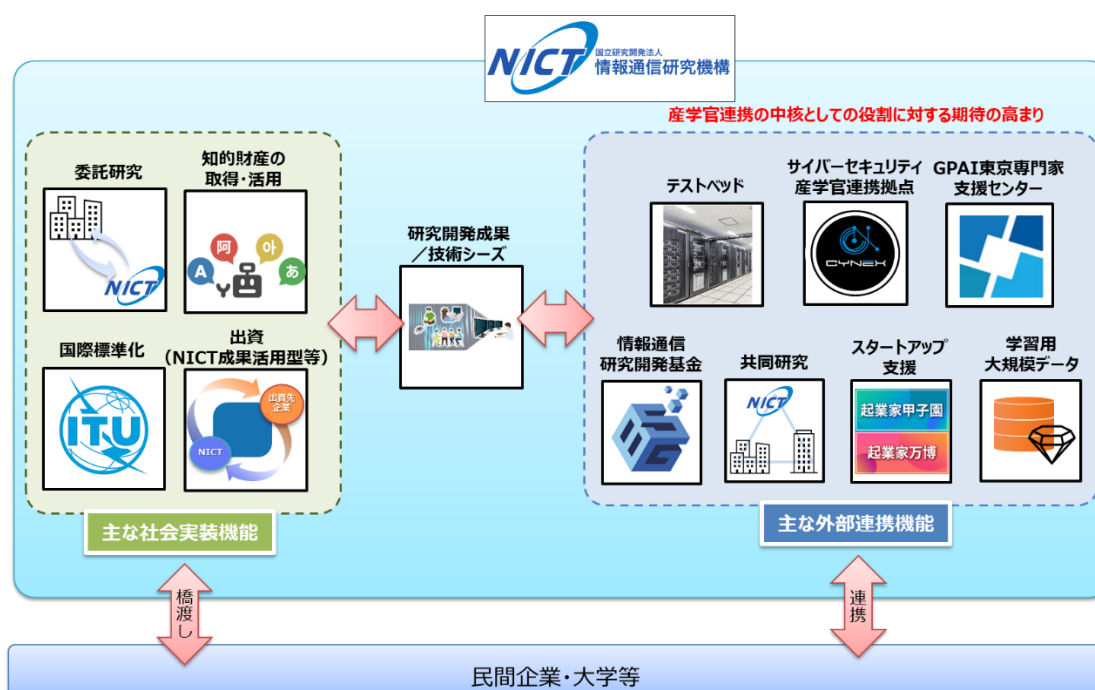 NICT
国立研究開発法人
情報通信研究機構
産学官連携の中核としての役割に対する期待の高まり
委託研究
NICT
知的財産の
取得・活用
A
阿
아
あ
国際標準化
ITU
出資
(NICT成果活用型等)
出資先
企業
NICT
主な社会実装機能
研究開発成果
/技術シーズ
テストベッド
サイバーセキュリティ
産学官連携拠点
CYNEX
GPAI東京専門家
支援センター
情報通信
研究開発基金
共同研究
NICT
スタートアップ
支援
起業家甲子園
起業家万博
学習用
大規模データ
主な外部連携機能
橋渡し
連携
民間企業・大学等